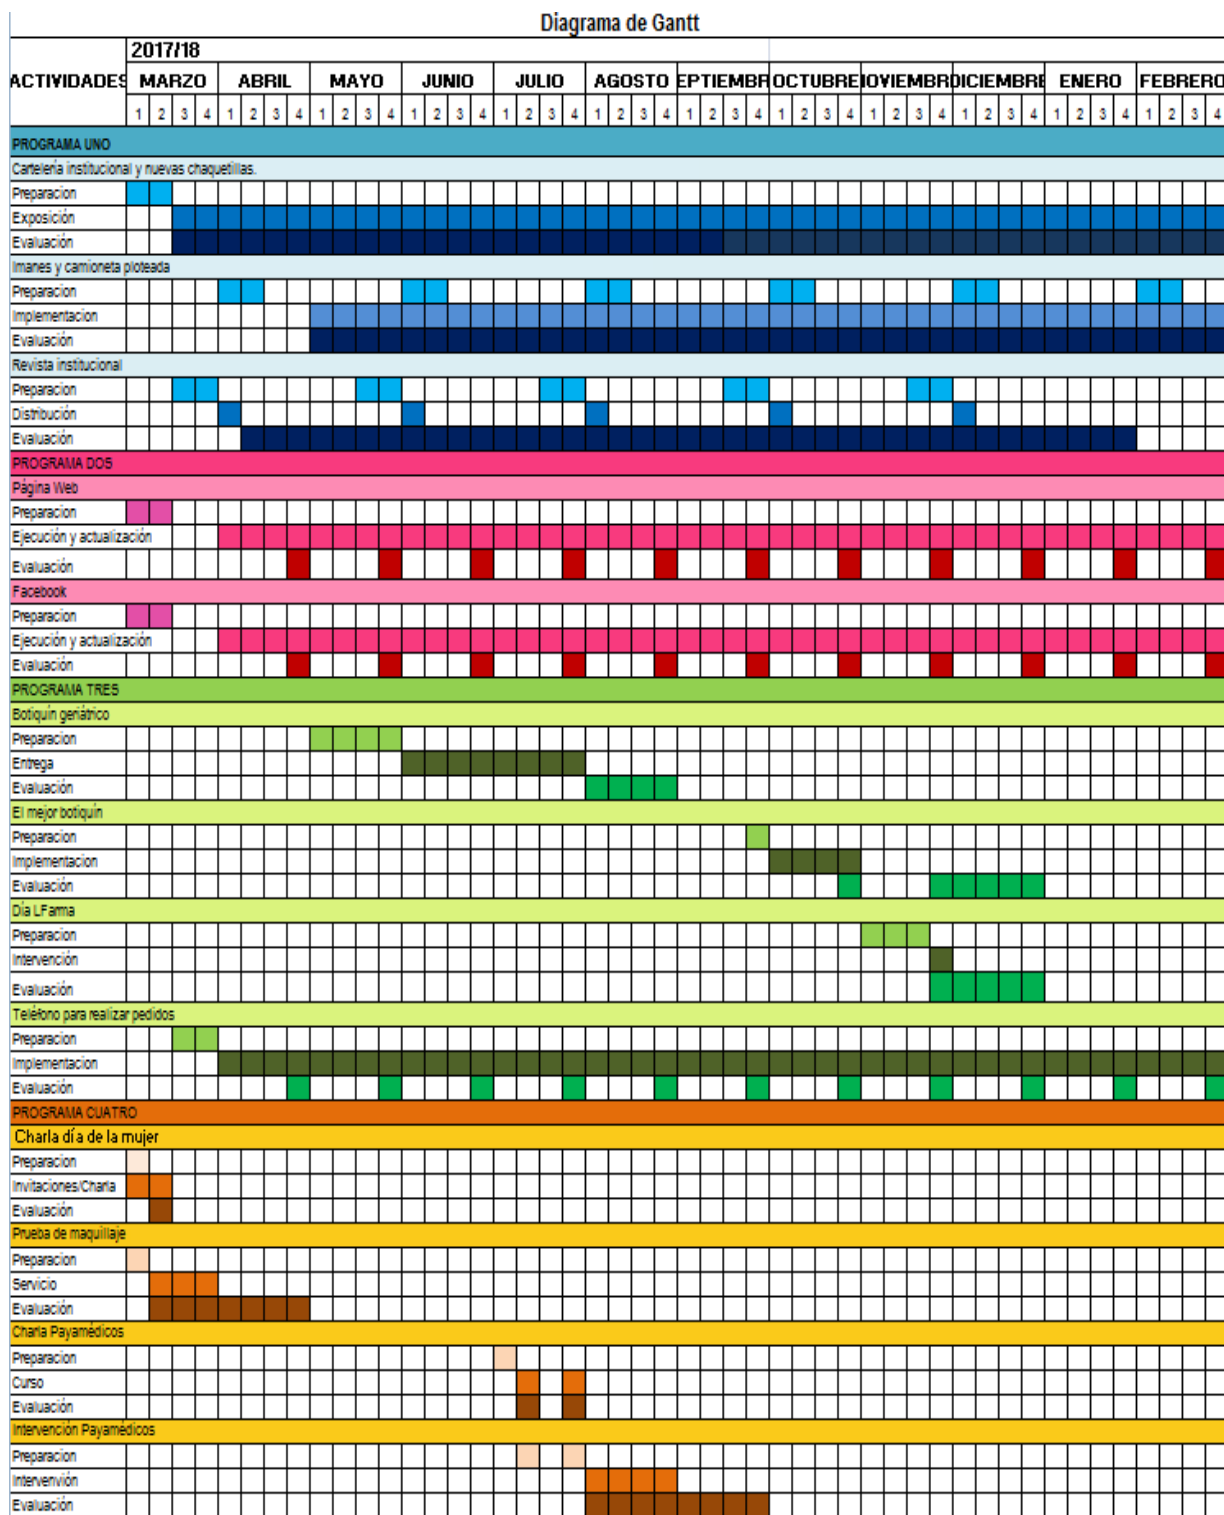 Diagrama de Gantt
2017/18
ACTIVIDADES MARZO ABRIL MAYO JUNIO JULIO AGOSTO EPTIEMBR OCTUBRE IOVIEMBR DICIEMBRE ENERO FEBRERO
1 2 3 4 1 2 3 4 1 2 3 4 1 2 3 4 1 2 3 4 1 2 3 4 1 2 3 4 1 2 3 4 1 2 3 4 1 2 3 4 1 2 3 4 1 2 3 4
PROGRAMA UNO
Cartelería institucional y nuevas chaquetillas.
Preparacion
Exposición
Evaluación
Imanes y camioneta ploteada
Preparacion
Implementacion
Evaluación
Revista institucional
Preparacion
Distribución
Evaluación
PROGRAMA DOS
Página Web
Preparacion
Ejecución y actualización
Evaluación
Facebook
Preparacion
Ejecución y actualización
Evaluación
PROGRAMA TRES
Botiquín geriátrico
Preparacion
Entrega
Evaluación
El mejor botiquín
Preparacion
Implementacion
Evaluación
Día LFarma
Preparacion
Intervención
Evaluación
Teléfono para realizar pedidos
Preparacion
Implementacion
Evaluación
PROGRAMA CUATRO
Charla día de la mujer
Preparacion
Invitaciones/Charla
Evaluación
Prueba de maquillaje
Preparacion
Servicio
Evaluación
Charla Payamédicos
Preparacion
Curso
Evaluación
Intervención Payamédicos
Preparacion
Intervenvión
Evaluación